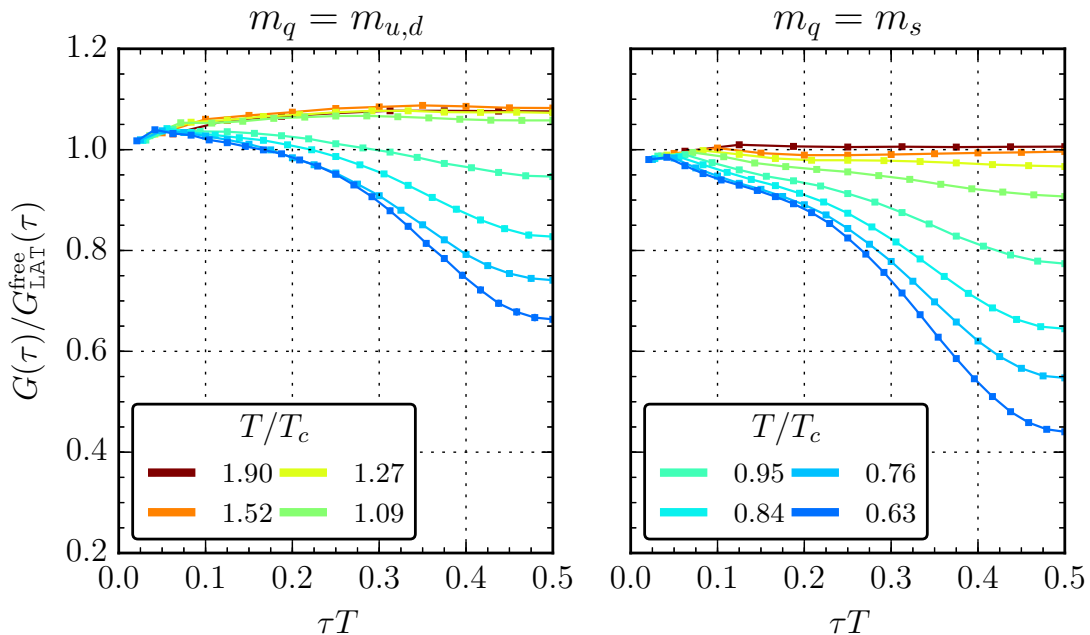 m_q = m_{u,d}
m_q = m_s
G(τ)/G_{LAT}^{free}(τ)
1.2
1.0
0.8
0.6
0.4
0.2
T/T_c
1.90 1.27
1.52 1.09
T/T_c
0.95 0.76
0.84 0.63
0.0 0.1 0.2 0.3 0.4 0.5
0.0 0.1 0.2 0.3 0.4 0.5
τT
τT